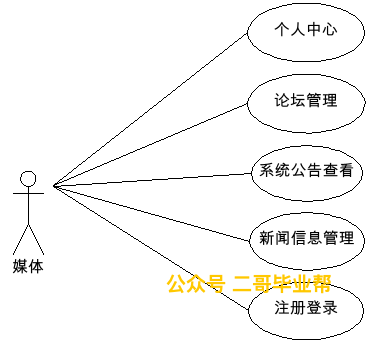 个人中心
论坛管理
系统公告查看
新闻信息管理
媒体
公众号 二哥毕业帮
注册登录